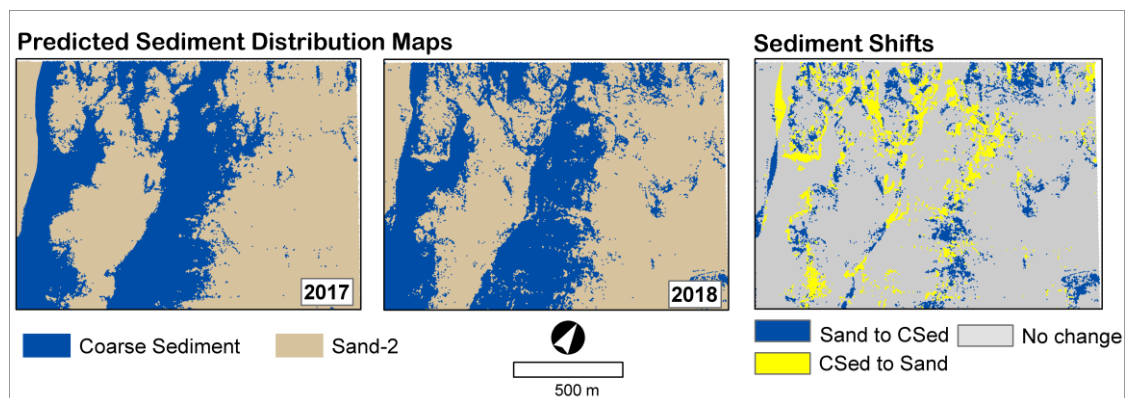 Predicted Sediment Distribution Maps
Sediment Shifts
2017
2018
Coarse Sediment
Sand-2
500 m
Sand to CSed
No change
CSed to Sand